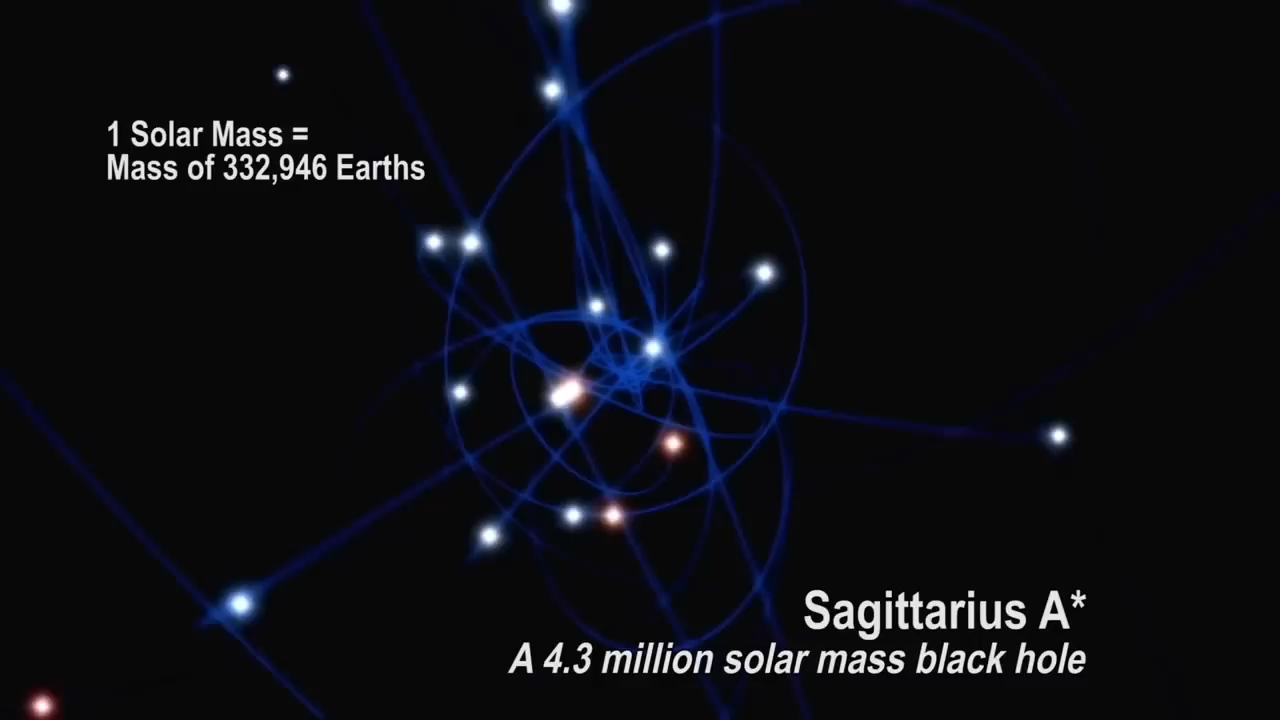 1 Solar Mass =
Mass of 332,946 Earths
Sagittarius A*
A 4.3 million solar mass black hole